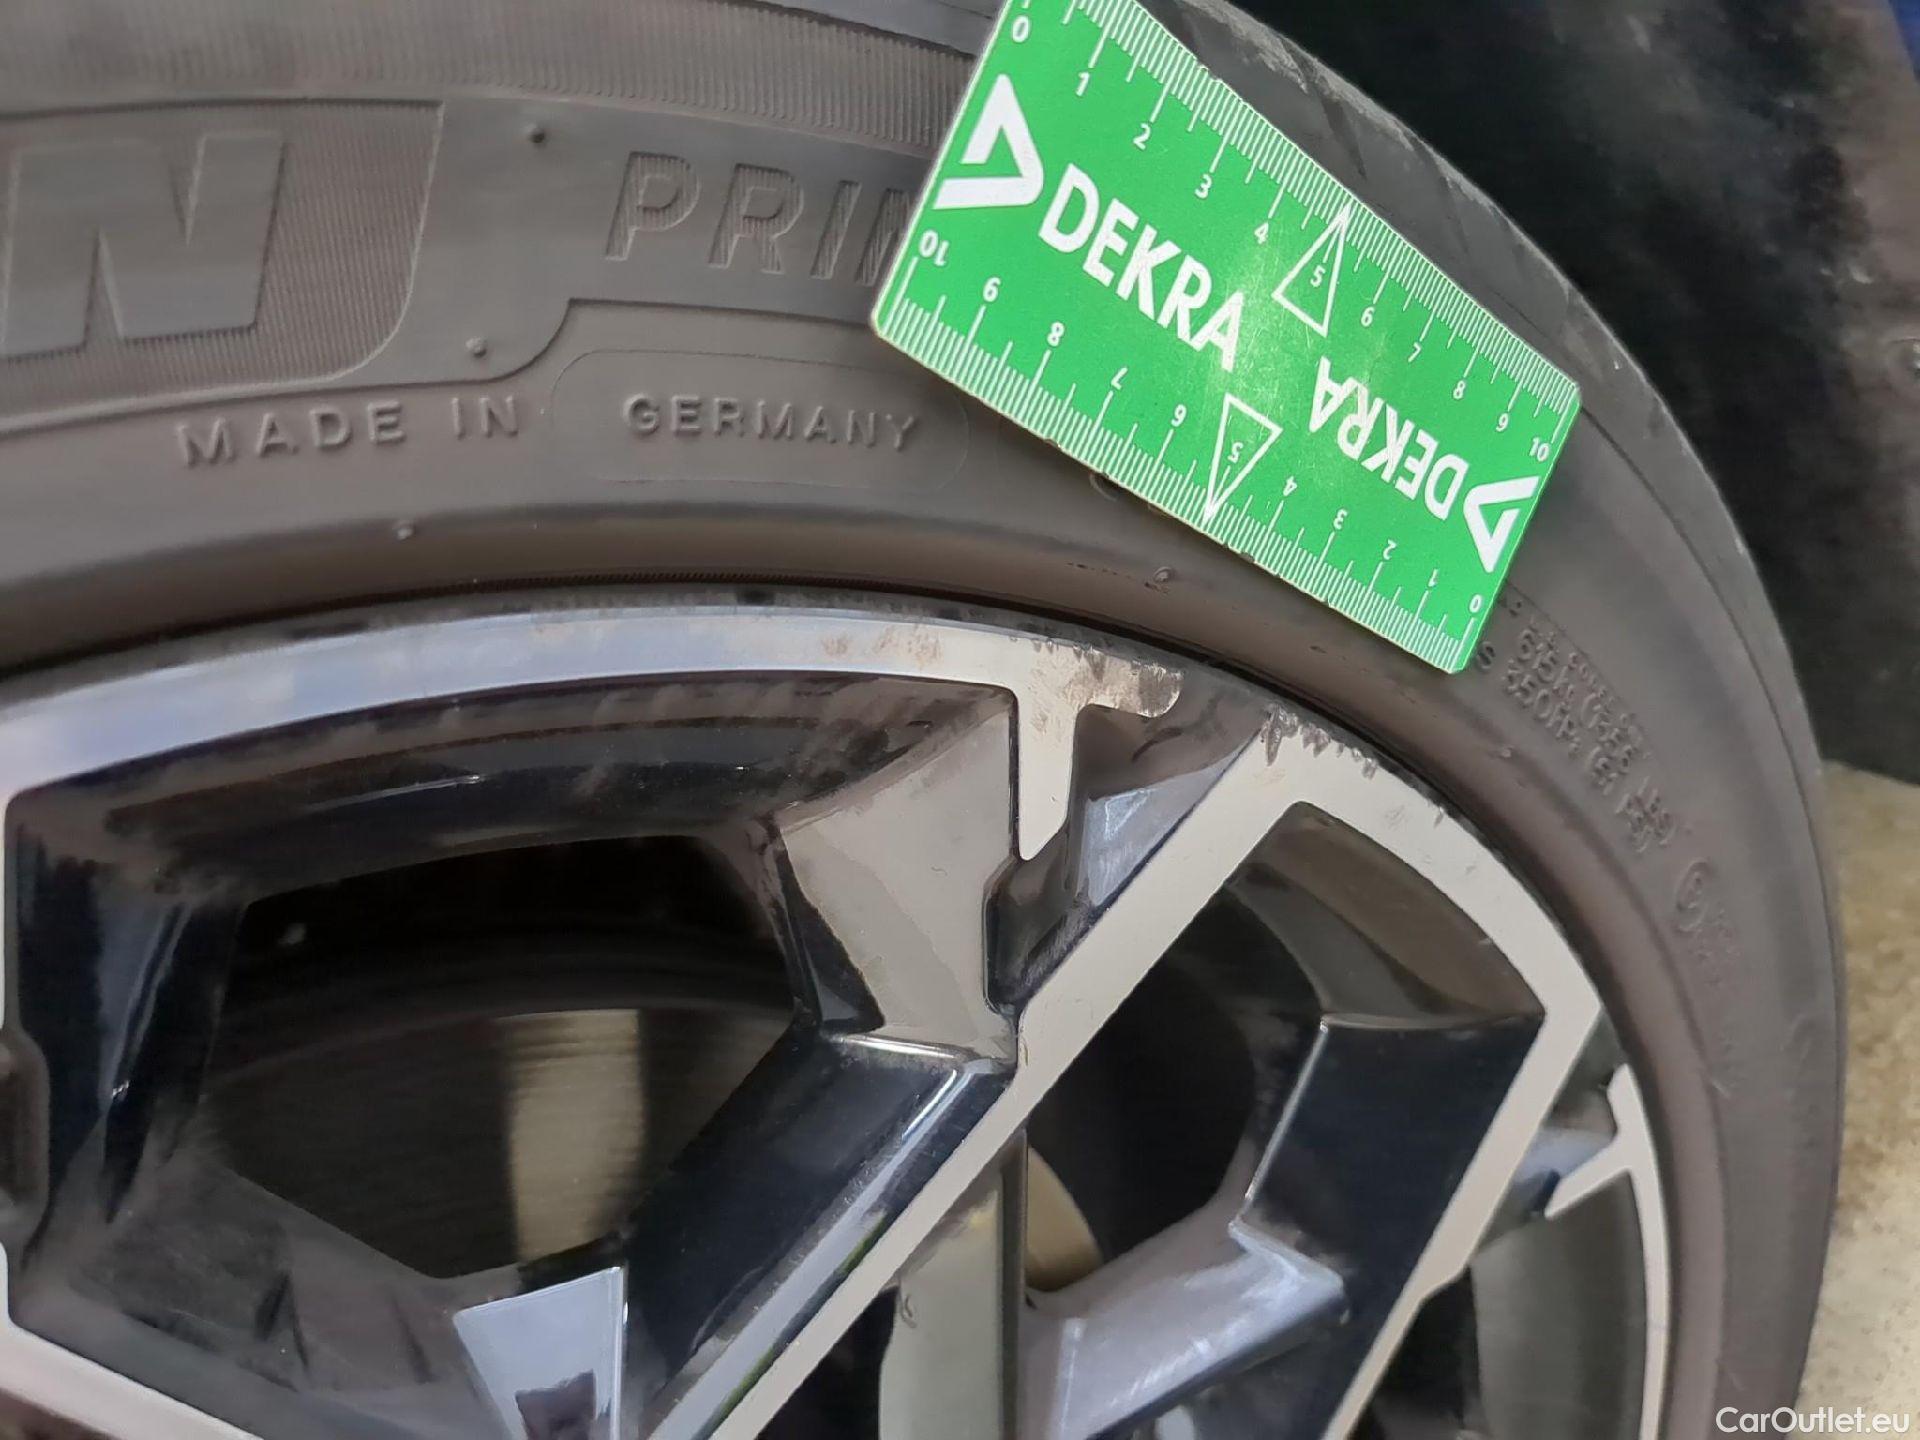 N PRIM
MADE IN GERMANY
0 1 2 3 4 5 6 7 8 9 10
DEKRA
DEKRA
10 9 8 7 6 5 4 3 2 1 0
CarOutlet.eu